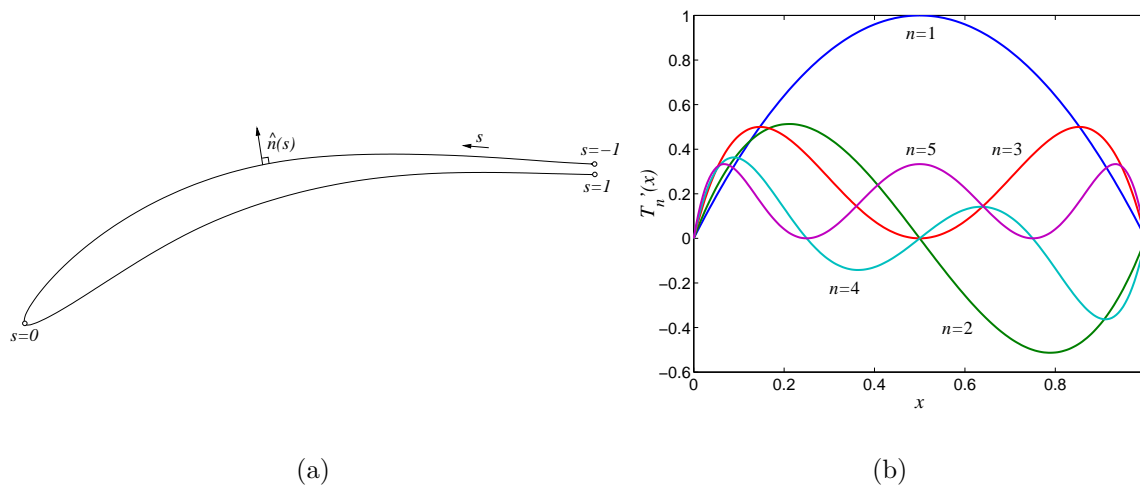 n̂(s)
s
s=−1
s=1
s=0
(a)
1
0.8
0.6
0.4
0.2
0
−0.2
−0.4
−0.6
0
0.2
0.4
0.6
0.8
T_n'(x)
x
n=1
n=5
n=3
n=4
n=2
(b)